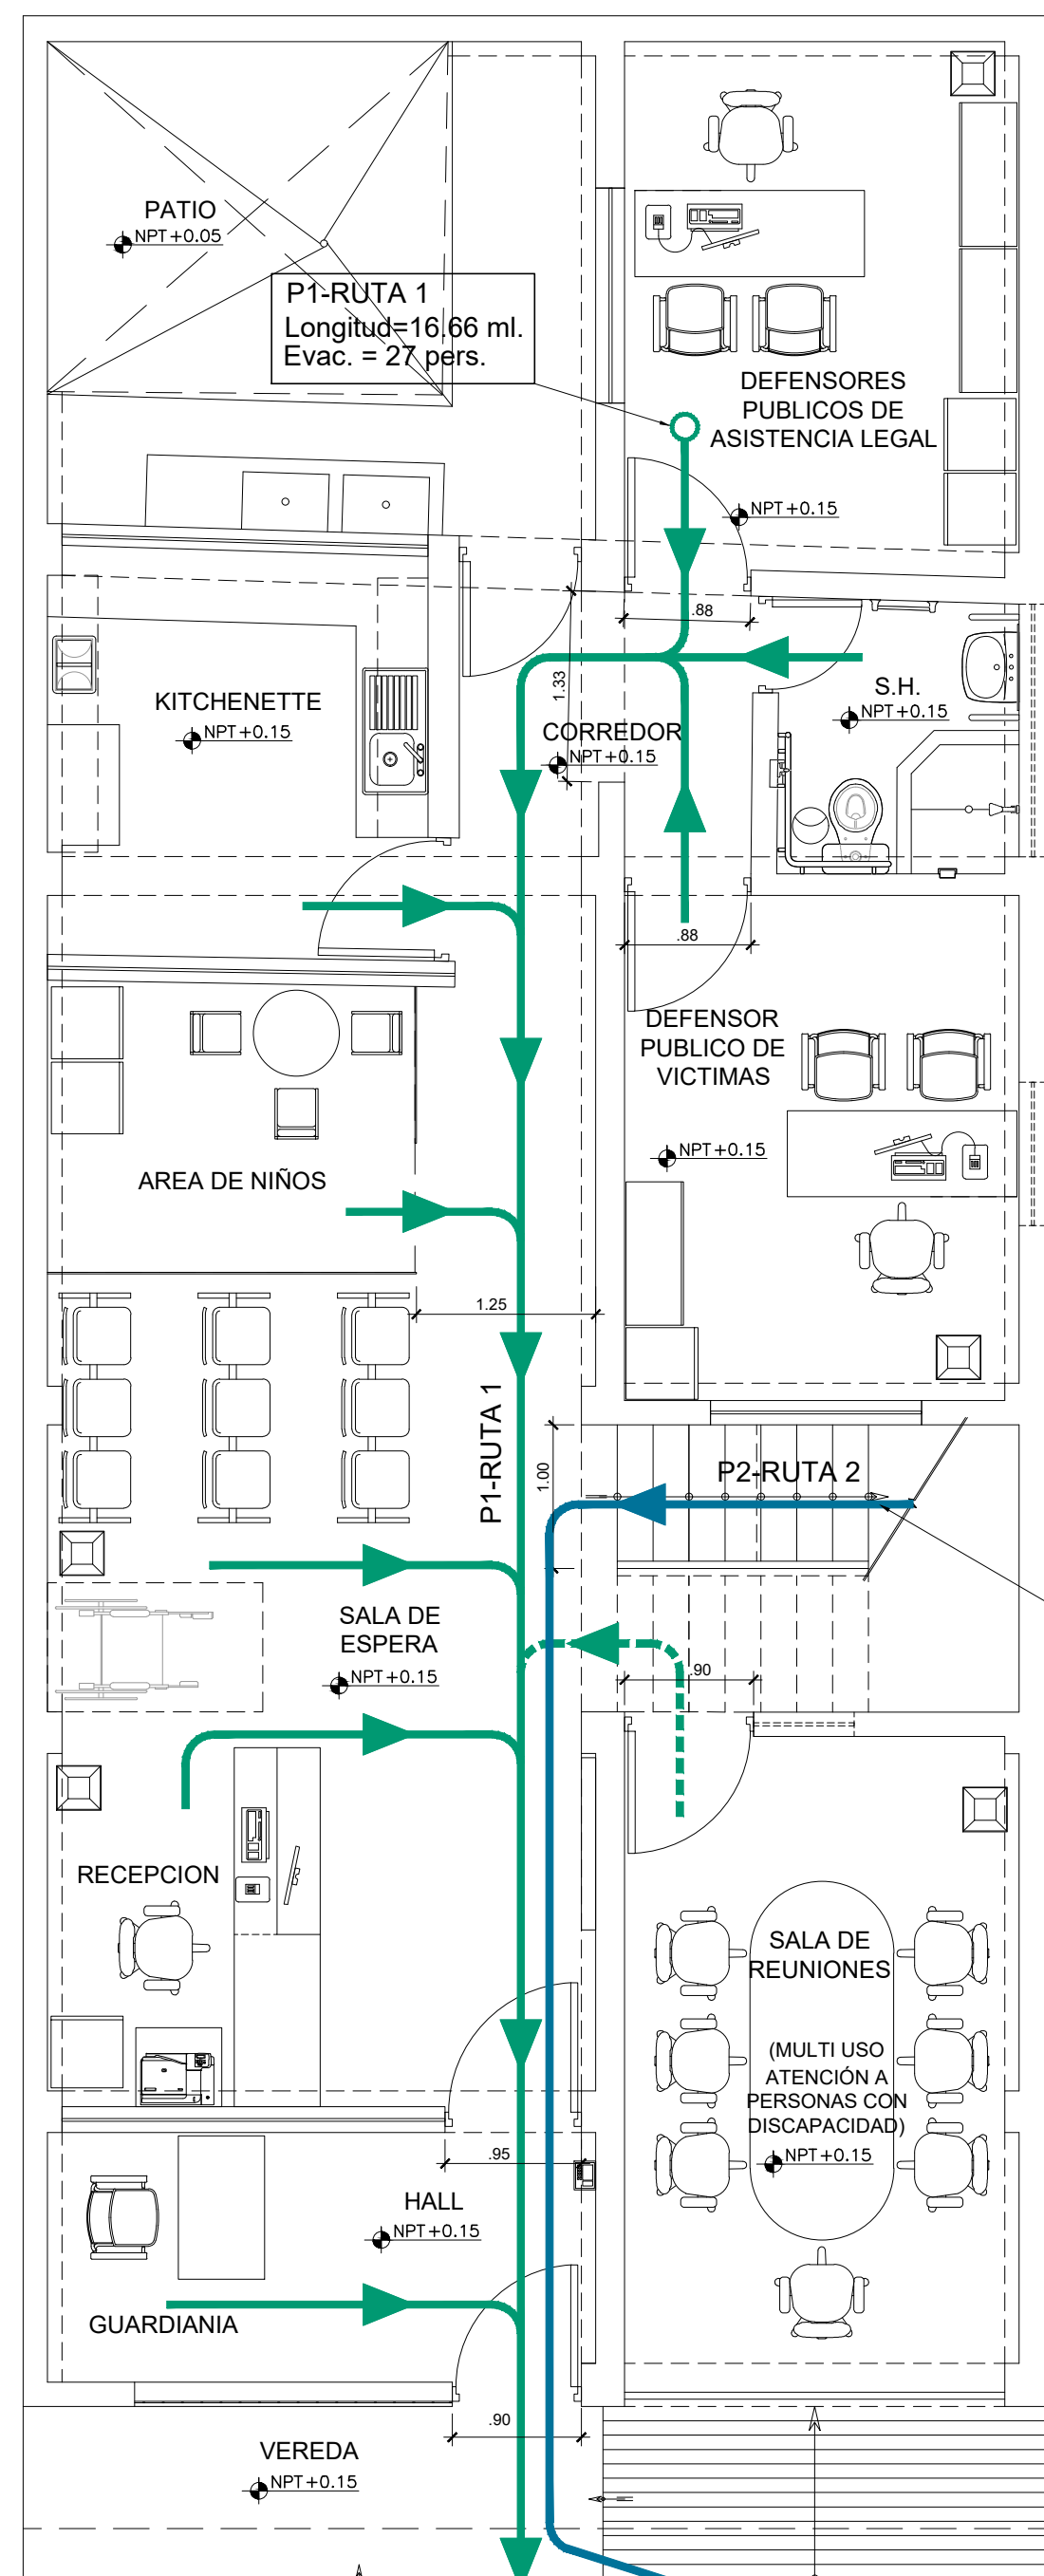 PATIO
NPT+0.05
P1-RUTA 1
Longitud=16.66 ml.
Evac. = 27 pers.
DEFENSORES
PUBLICOS DE
ASISTENCIA LEGAL
NPT+0.15
.88
1.33
KITCHENETTE
NPT+0.15
CORREDOR
NPT+0.15
S.H.
NPT+0.15
.88
DEFENSOR
PUBLICO DE
VICTIMAS
NPT+0.15
AREA DE NIÑOS
1.25
P1-RUTA 1
1.00
P2-RUTA 2
SALA DE
ESPERA
NPT+0.15
.90
RECEPCION
SALA DE
REUNIONES
(MULTI USO
ATENCIÓN A
PERSONAS CON
DISCAPACIDAD)
NPT+0.15
.95
HALL
NPT+0.15
GUARDIANIA
.90
VEREDA
NPT+0.15